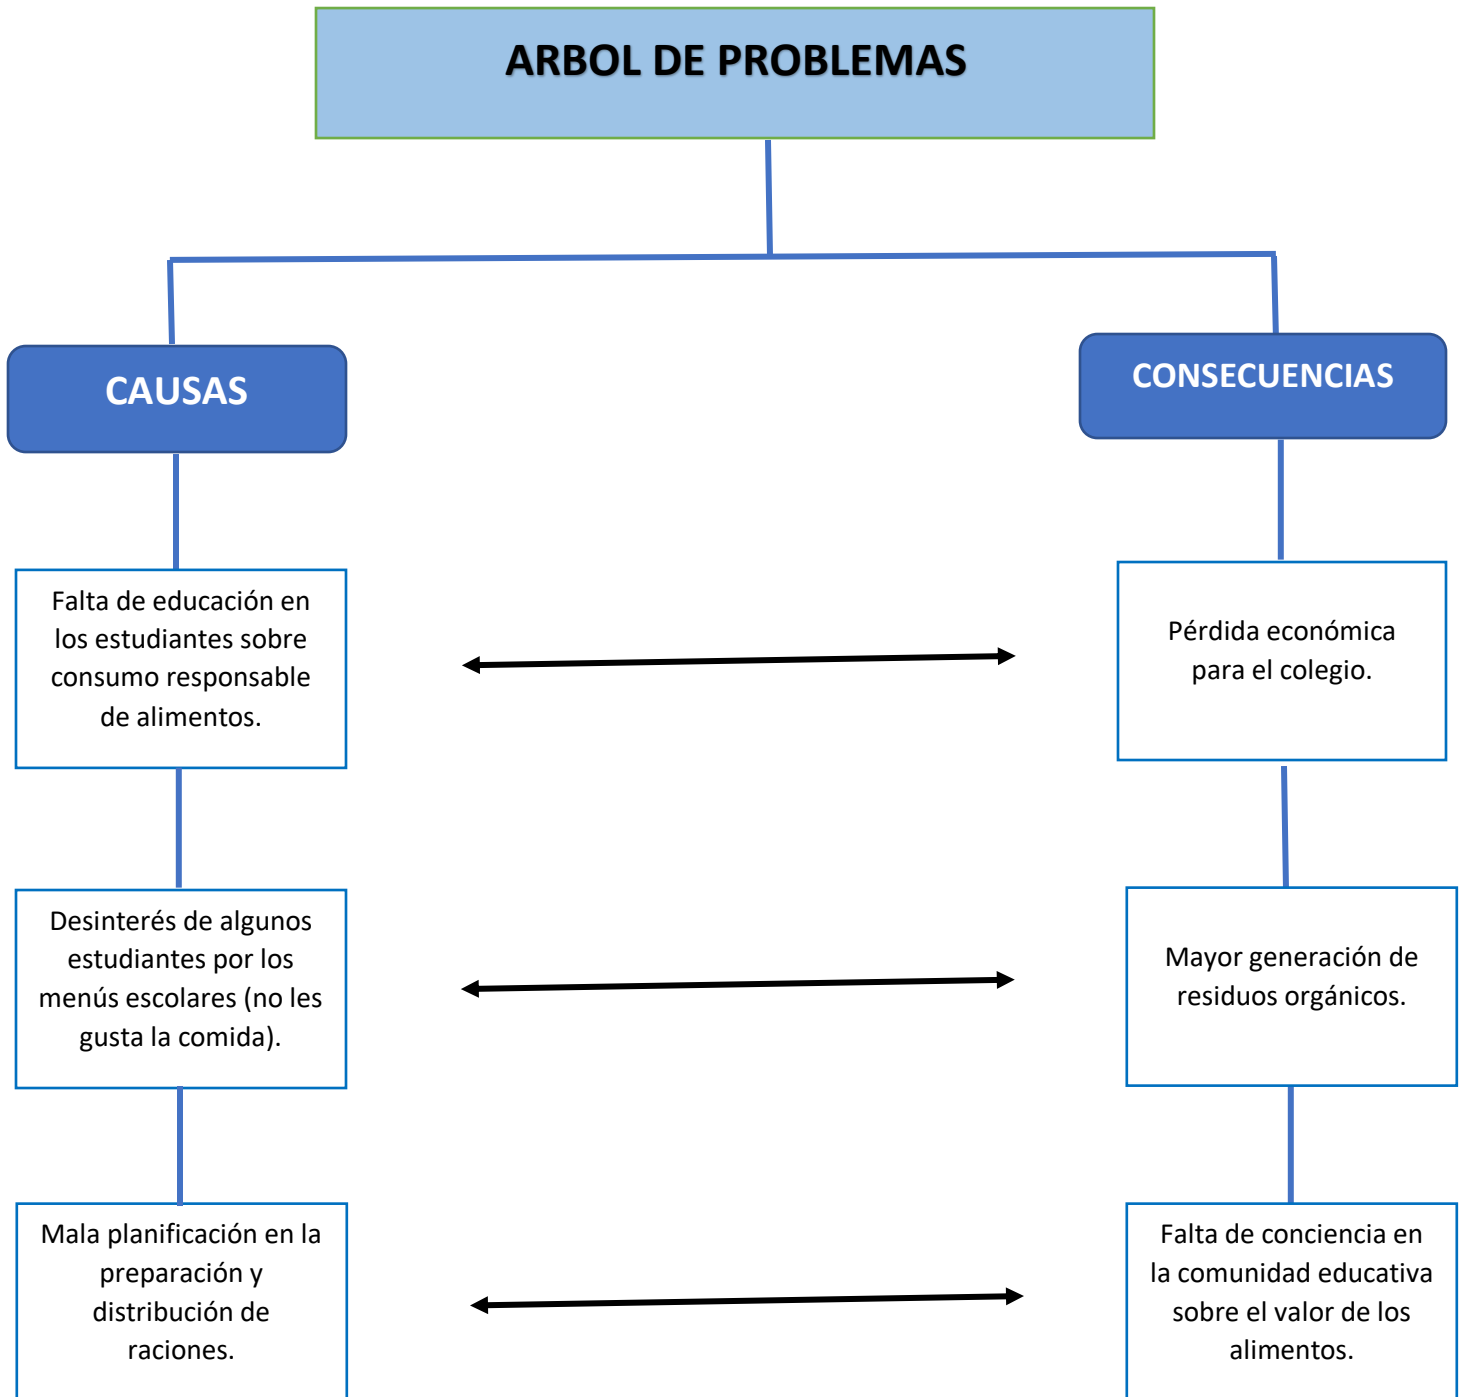 ARBOL DE PROBLEMAS
CAUSAS
CONSECUENCIAS
Falta de educación en
los estudiantes sobre
consumo responsable
de alimentos.
Pérdida económica
para el colegio.
Desinterés de algunos
estudiantes por los
menús escolares (no les
gusta la comida).
Mayor generación de
residuos orgánicos.
Mala planificación en la
preparación y
distribución de
raciones.
Falta de conciencia en
la comunidad educativa
sobre el valor de los
alimentos.